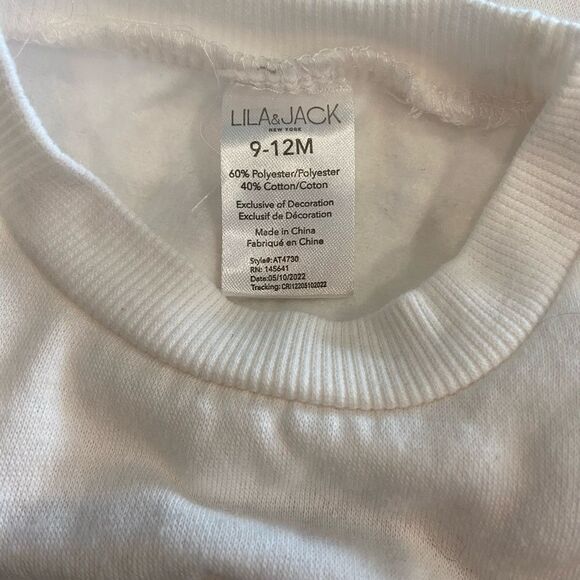 LILA&JACK
NEW YORK
9-12M
60% Polyester/Polyester
40% Cotton/Coton
Exclusive of Decoration
Exclusif de Décoration
Made in China
Fabriqué en Chine
Style#: AT4730
RN: 145641
Date:05/10/2022
Tracking: CRI12205102022